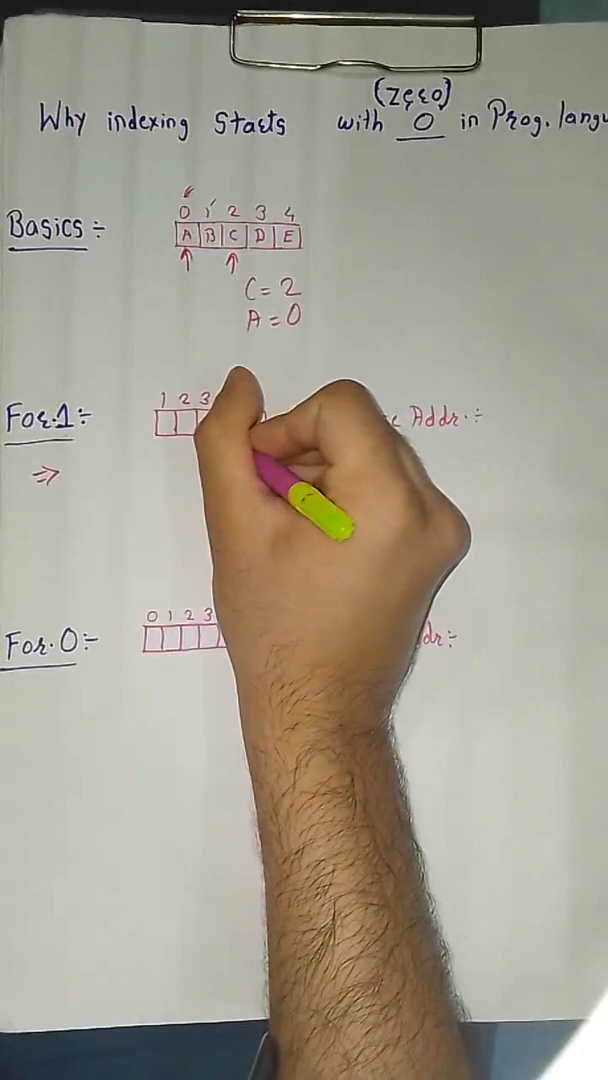 (Zero)
Why indexing starts with 0 in Prog. langu
0 1 2 3 4
Basics :- A B C D E
C = 2
A = 0
1 2 3
For 1 :- Addr. :-
⇒
0 1 2 3
For 0 :-